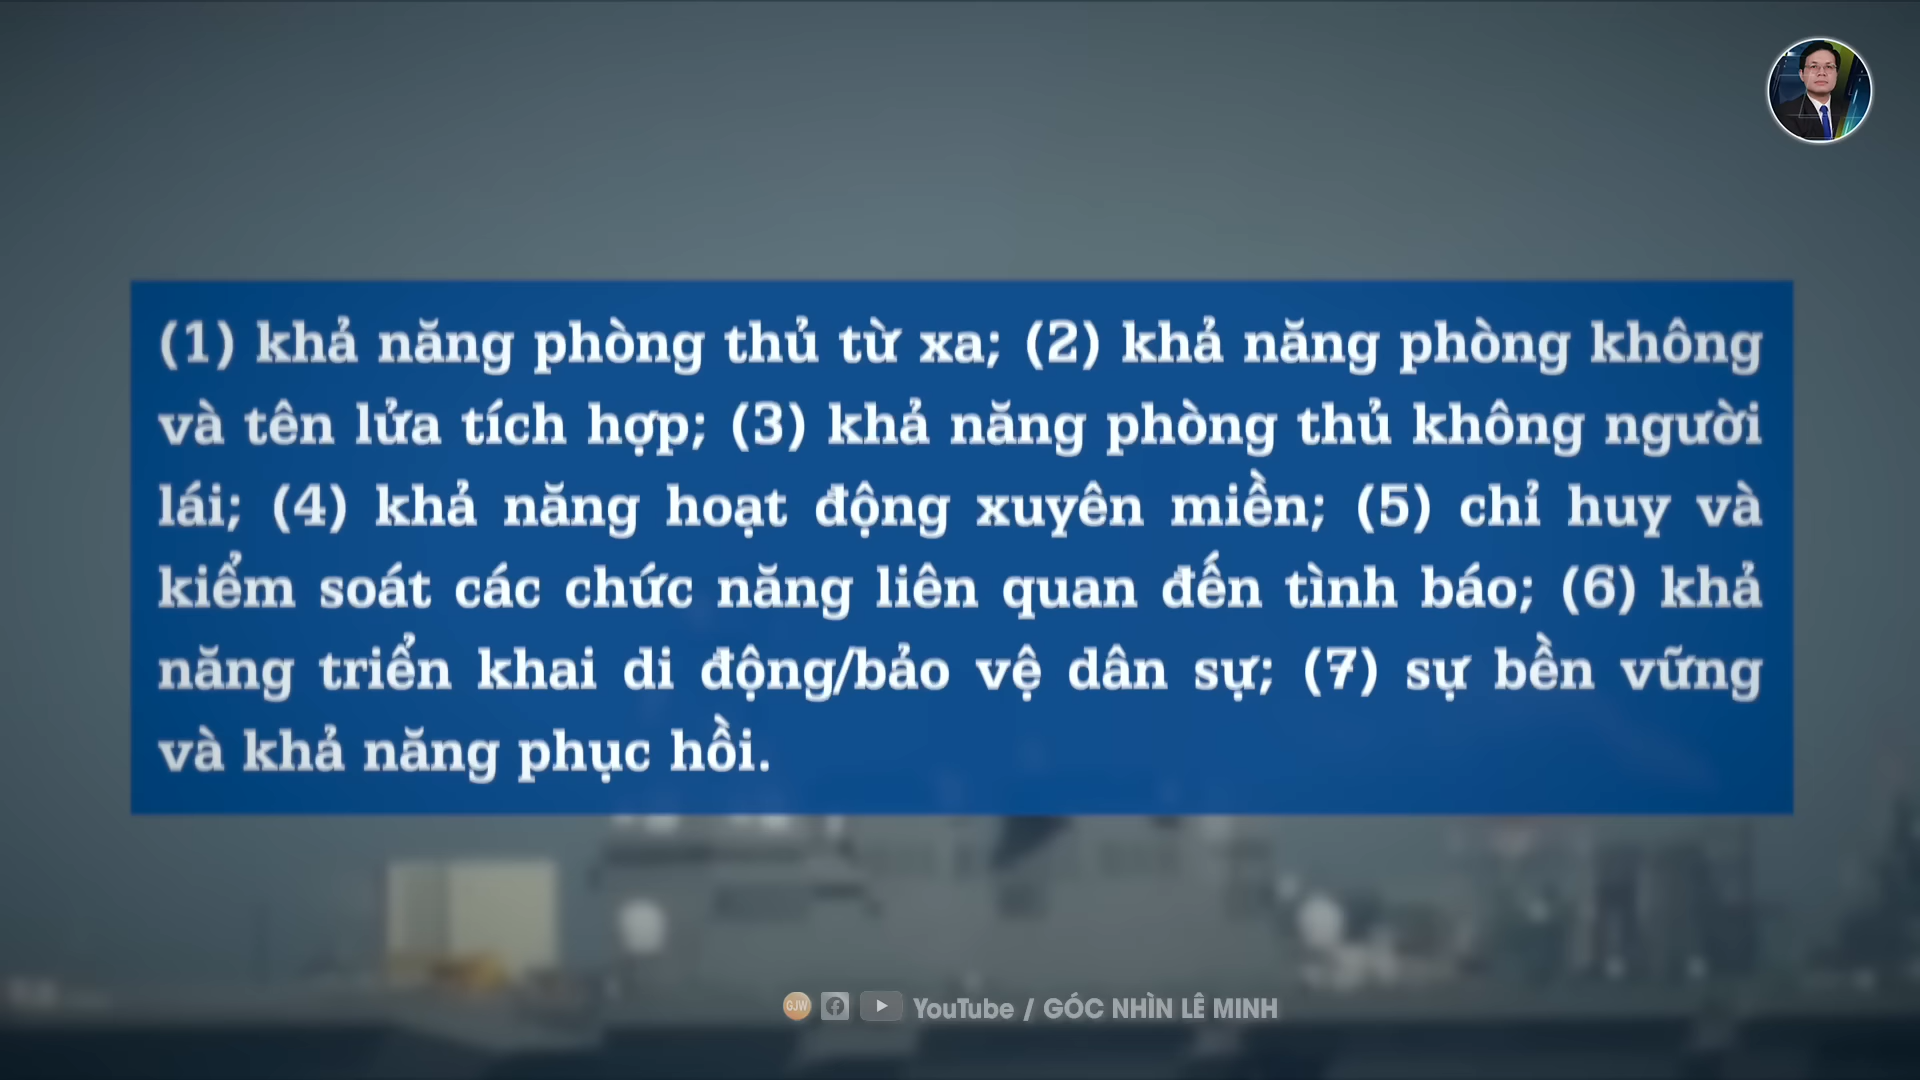 (1) khả năng phòng thủ từ xa; (2) khả năng phòng không
và tên lửa tích hợp; (3) khả năng phòng thủ không người
lái; (4) khả năng hoạt động xuyên miền; (5) chỉ huy và
kiểm soát các chức năng liên quan đến tình báo; (6) khả
năng triển khai di động/bảo vệ dân sự; (7) sự bền vững
và khả năng phục hồi.
GJW YouTube / GÓC NHÌN LÊ MINH